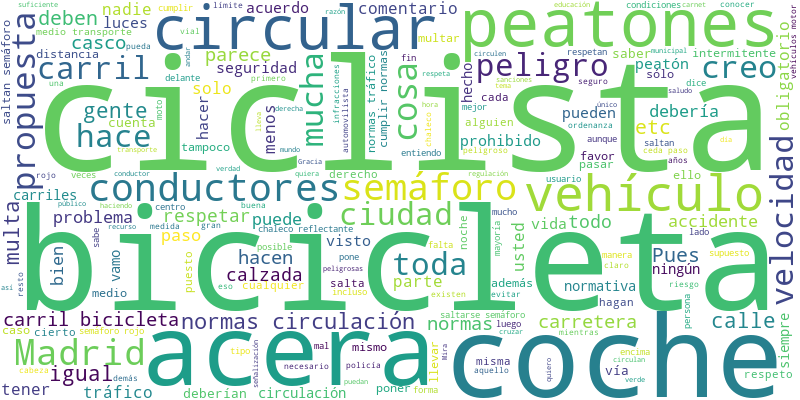 suficiente
nadie
cumplir
límite
acuerdo
comentario
circular
educación
condiciones
carnet
conocer
deben
luces
razón
peatones
vehículos motor
medio transporte
vial
pueda
multar
saltan semáforo
casco
parece
respetan
saber
intermitente
distancia
andar
circulen
municipal
propuesta
carril
seguridad
fin
peatón
sólo
obligatorio
una
delante
solo
peligro
dice
gente
moto
primero
menos
mucha
cosa
hecho
cada
mejor
seguro
creo
cuenta
infracciones
respeta
automovilista
normas tráfico
cumplir normas
sanciones
tema
único
hace
hacer
derecha
hora
alguien
pueden
etc
debería
ordenanza
saludo
lleva
chaleco
tampoco
prohibido
saltan
aunque
diz
rojo
veces
energía
transporte
mundo
Gracia
entiendo
peligroso
ceda paso
años
favor
pasar
regulación
ciclista
conductor
verdad
quiera
derecho
usuario
ello
carriles
conductores
semáforo
vehículo
velocidad
público
haciendo
centro
buena
ciudad
mucho
multa
problema
respetar
puede
vida
todo
accidente
sabe
recurso
medida
gran
chaleco reflectante
noche
mayoría
usted
lado
paso
visto
falta
manera
supuesto
bien
vamo
puesto
hacen
posible
pone
toda
Pues
claro
eso
calzada
salta
parte
además
normativa
ningún
así
resto
medio
cualquier
peligrosas
incluso
existen
evitar
hagan
riesgo
persona
siempre
bicicleta
carril bicicleta
normas circulación
saltarse semáforo
normas
luego
carretera
calle
caso
cierto
semáforo rojo
cruzar
mientras
respeto
Madrid
acera
coche
tipo
mal
mismo
misma
Mira
encima
cabeza
igual
señalización
necesario
policía
llevar
aquello
quiero
vía
circulan
verde
tener
demás
tráfico
deberían
circulación
poner
puedan
forma